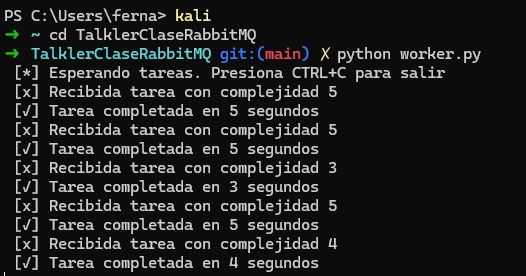 PS C:\Users\ferna> kali
➜ ~ cd TalklerClaseRabbitMQ
➜ TalklerClaseRabbitMQ git:(main) ✗ python worker.py
[*] Esperando tareas. Presiona CTRL+C para salir
[x] Recibida tarea con complejidad 5
[√] Tarea completada en 5 segundos
[x] Recibida tarea con complejidad 5
[√] Tarea completada en 5 segundos
[x] Recibida tarea con complejidad 3
[√] Tarea completada en 3 segundos
[x] Recibida tarea con complejidad 5
[√] Tarea completada en 5 segundos
[x] Recibida tarea con complejidad 4
[√] Tarea completada en 4 segundos